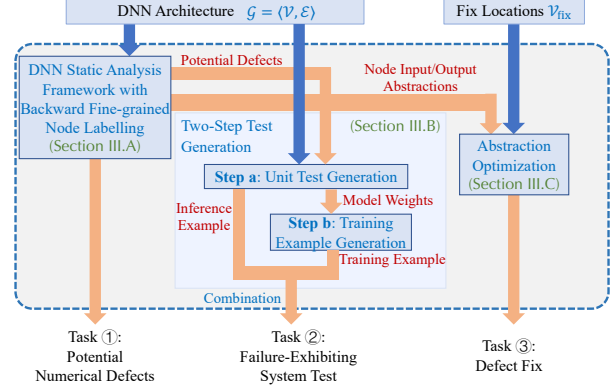 DNN Architecture 𝒢 = ⟨𝒱, ℰ⟩
Fix Locations 𝒱fix
DNN Static Analysis
Framework with
Backward Fine-grained
Node Labelling
(Section III.A)
Potential Defects
Node Input/Output
Abstractions
Two-Step Test
Generation
(Section III.B)
Step a: Unit Test Generation
Abstraction
Optimization
(Section III.C)
Inference
Example
Model Weights
Step b: Training
Example Generation
Training Example
Combination
Task ①:
Potential
Numerical Defects
Task ②:
Failure-Exhibiting
System Test
Task ③:
Defect Fix